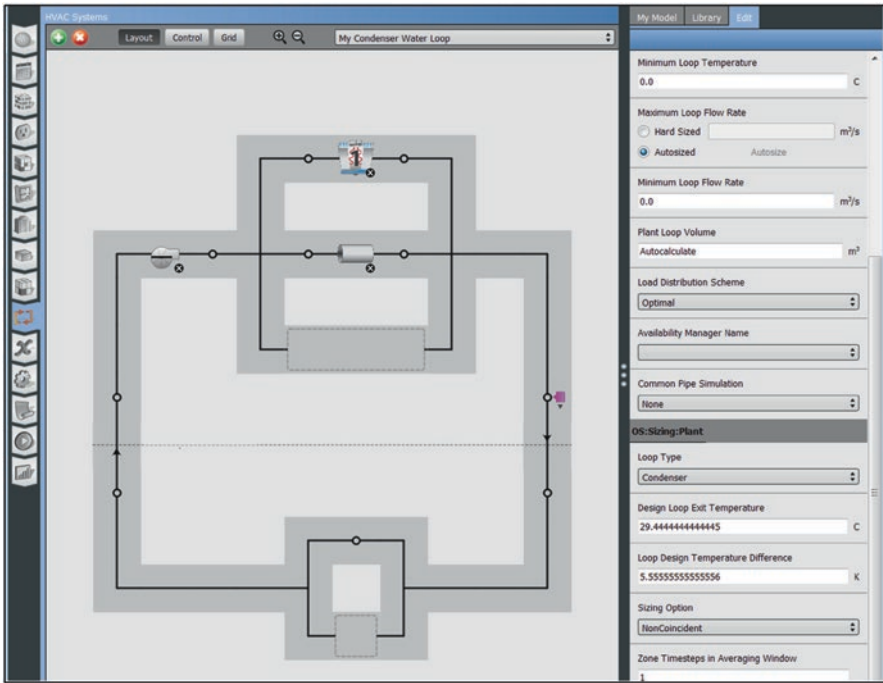 HVAC Systems
Layout Control Grid My Condenser Water Loop
My Model Library Edit
Minimum Loop Temperature
0.0 C
Maximum Loop Flow Rate
Hard Sized m³/s
Autosized Autosize
Minimum Loop Flow Rate
0.0 m³/s
Plant Loop Volume
Autocalculate m³
Load Distribution Scheme
Optimal
Availability Manager Name
Common Pipe Simulation
None
OS:Sizing:Plant
Loop Type
Condenser
Design Loop Exit Temperature
29.4444444444445 C
Loop Design Temperature Difference
5.55555555555556 K
Sizing Option
NonCoincident
Zone Timesteps in Averaging Window
1